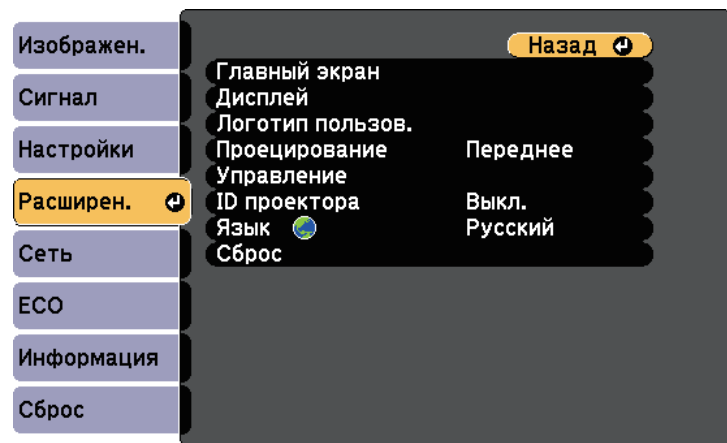 Изображен.
Сигнал
Настройки
Расширен.
Сеть
ECO
Информация
Сброс
Назад
Главный экран
Дисплей
Логотип пользов.
Проецирование Переднее
Управление
ID проектора Выкл.
Язык Русский
Сброс